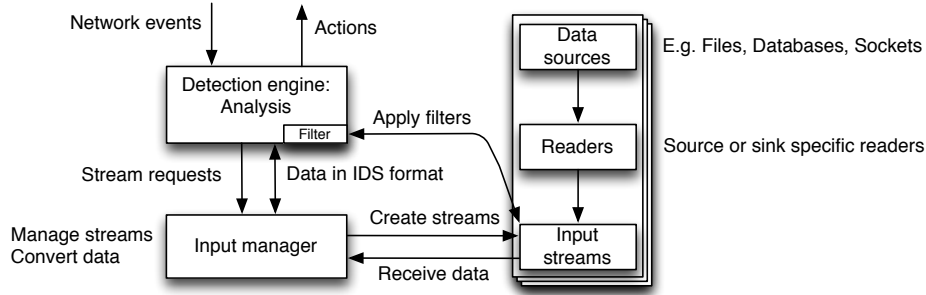 Network events
Actions
Data
sources
E.g. Files, Databases, Sockets
Detection engine:
Analysis
Filter
Apply filters
Readers
Source or sink specific readers
Stream requests
Data in IDS format
Manage streams
Convert data
Input manager
Create streams
Receive data
Input
streams